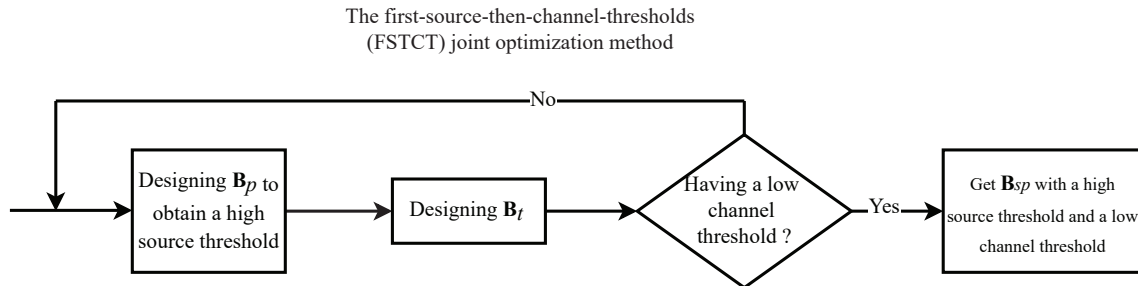 The first-source-then-channel-thresholds
(FSTCT) joint optimization method
No
Designing Bp to
obtain a high
source threshold
Designing Bt
Having a low
channel
threshold ?
Yes
Get Bsp with a high
source threshold and a low
channel threshold